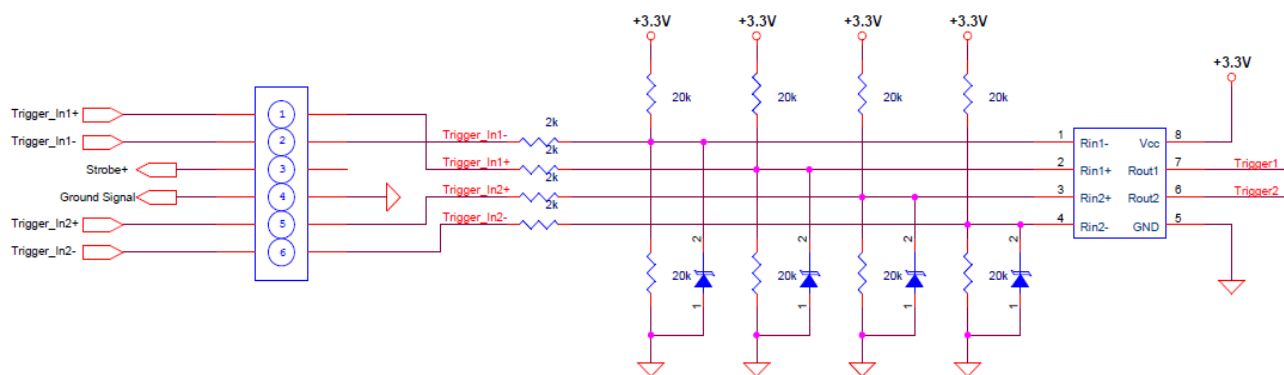 +3.3V +3.3V +3.3V +3.3V
+3.3V
20k 20k 20k 20k
Trigger_In1+ 1
Trigger_In1- 2 Trigger_In1- 2k 1 Rin1- Vcc 8
Strobe+ 3 Trigger_In1+ 2k 2 Rin1+ Rout1 7 Trigger1
Ground Signal 4 Trigger_In2+ 2k 3 Rin2+ Rout2 6 Trigger2
Trigger_In2+ 5 Trigger_In2- 2k 4 Rin2- GND 5
Trigger_In2- 6
2 2 2 2
20k 20k 20k 20k
1 1 1 1